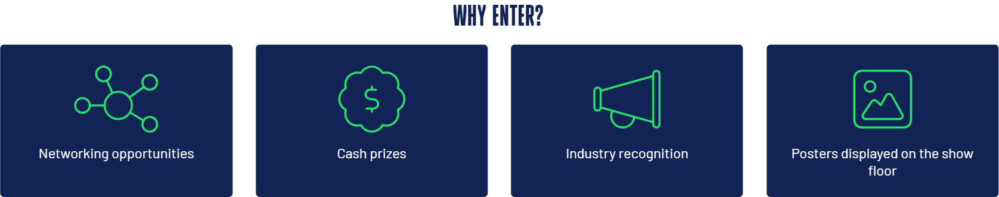 WHY ENTER?
Networking opportunities
$
Cash prizes
Industry recognition
Posters displayed on the show
floor